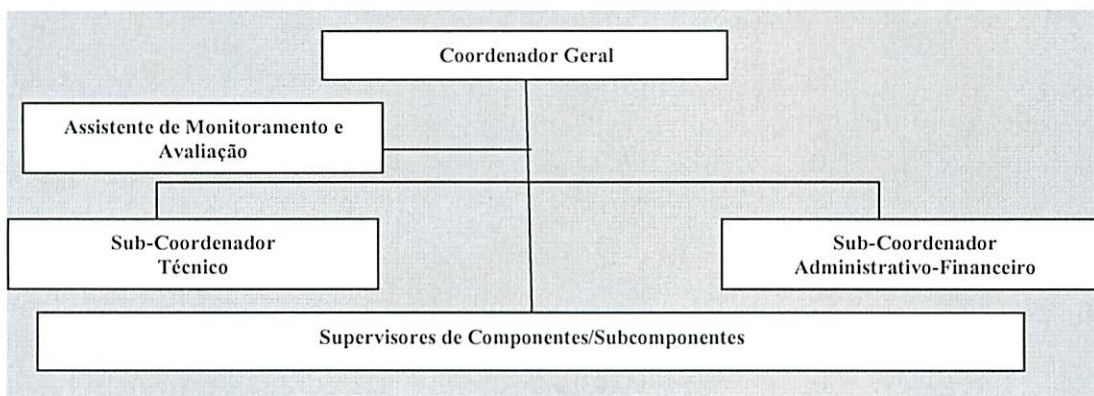 Coordenador Geral
Assistente de Monitoramento e
Avaliação
Sub-Coordenador
Técnico
Sub-Coordenador
Administrativo-Financeiro
Supervisores de Componentes/Subcomponentes